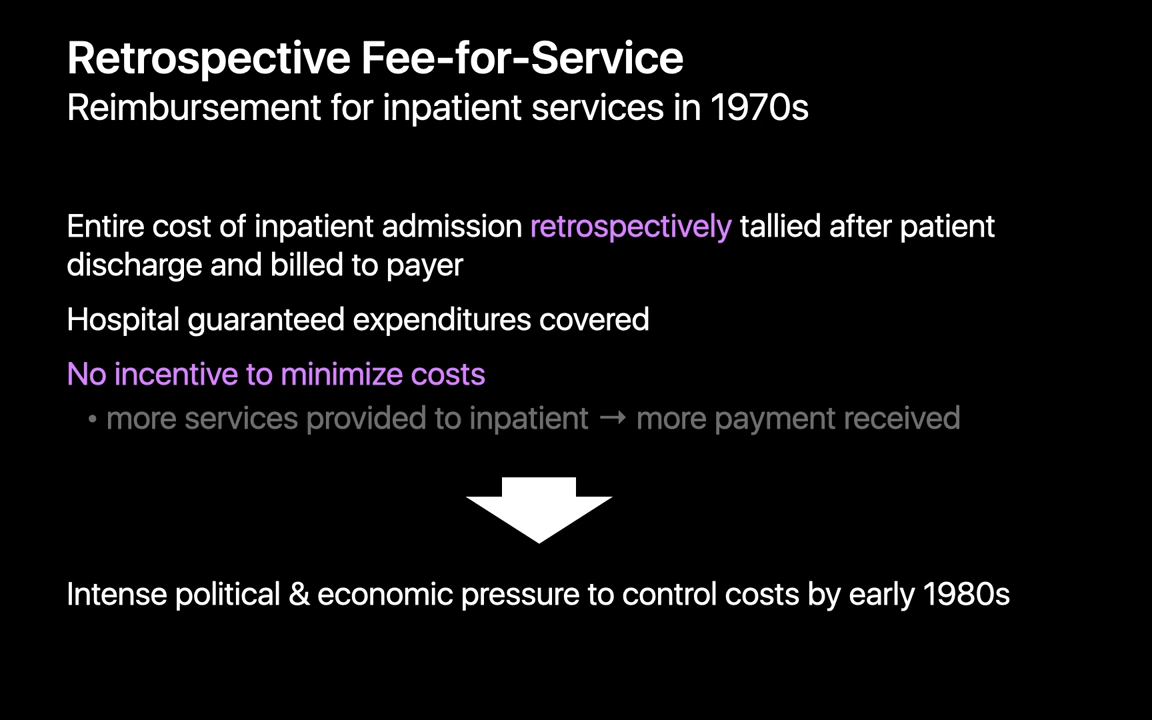 Retrospective Fee-for-Service
Reimbursement for inpatient services in 1970s
Entire cost of inpatient admission retrospectively tallied after patient
discharge and billed to payer
Hospital guaranteed expenditures covered
No incentive to minimize costs
• more services provided to inpatient → more payment received
Intense political & economic pressure to control costs by early 1980s